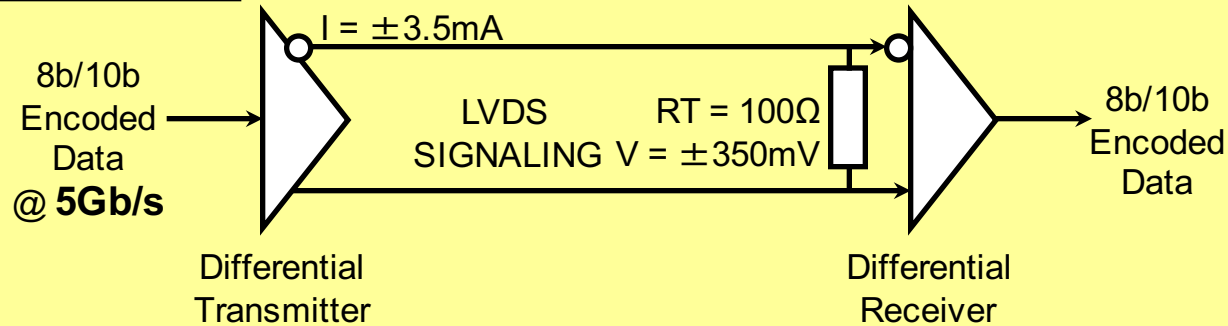 I = ±3.5mA
8b/10b
Encoded
Data
@ 5Gb/s
LVDS
SIGNALING
RT = 100Ω
V = ±350mV
8b/10b
Encoded
Data
Differential
Transmitter
Differential
Receiver